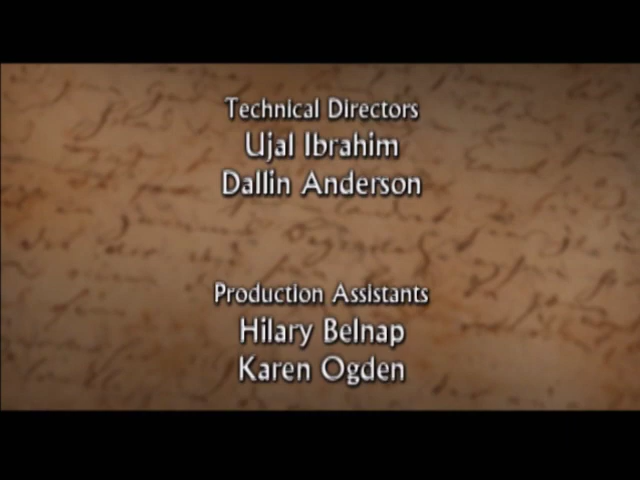 Technical Directors
Ujal Ibrahim
Dallin Anderson
Production Assistants
Hilary Belnap
Karen Ogden